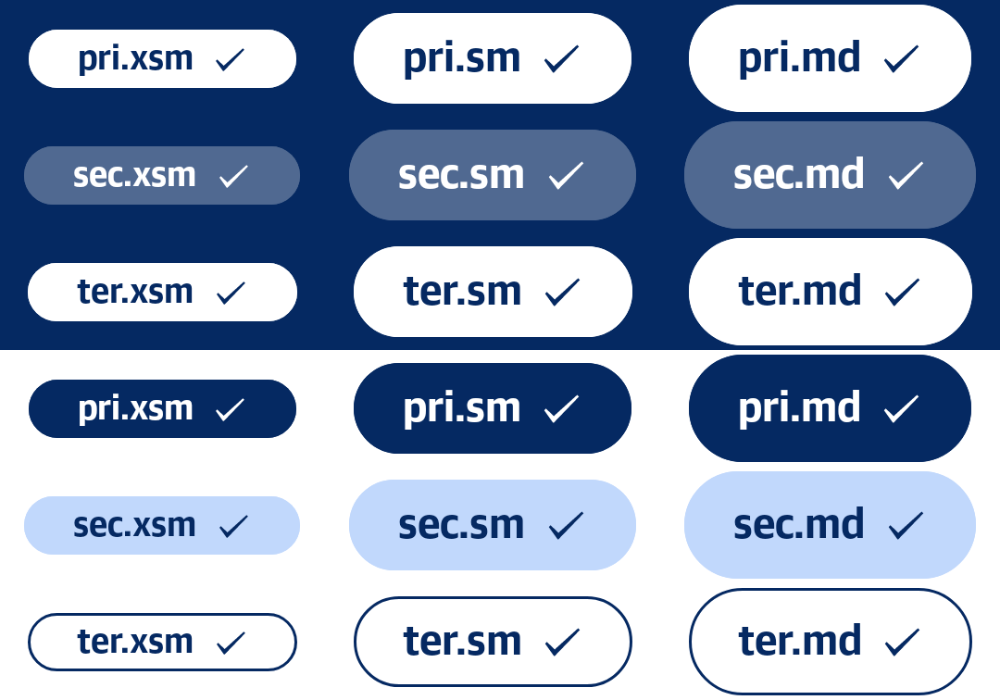 pri.xsm ✓ pri.sm ✓ pri.md ✓
sec.xsm ✓ sec.sm ✓ sec.md ✓
ter.xsm ✓ ter.sm ✓ ter.md ✓
pri.xsm ✓ pri.sm ✓ pri.md ✓
sec.xsm ✓ sec.sm ✓ sec.md ✓
ter.xsm ✓ ter.sm ✓ ter.md ✓